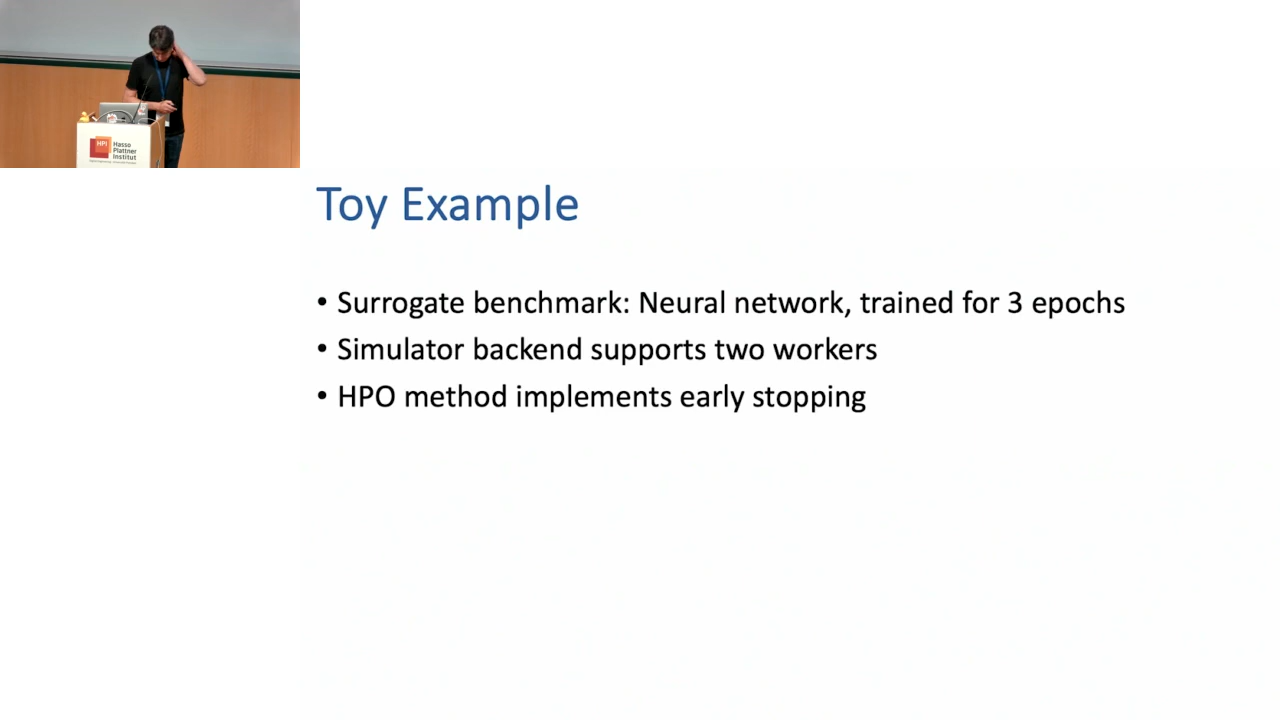 HPI
Hasso
Plattner
Institut
Toy Example
• Surrogate benchmark: Neural network, trained for 3 epochs
• Simulator backend supports two workers
• HPO method implements early stopping